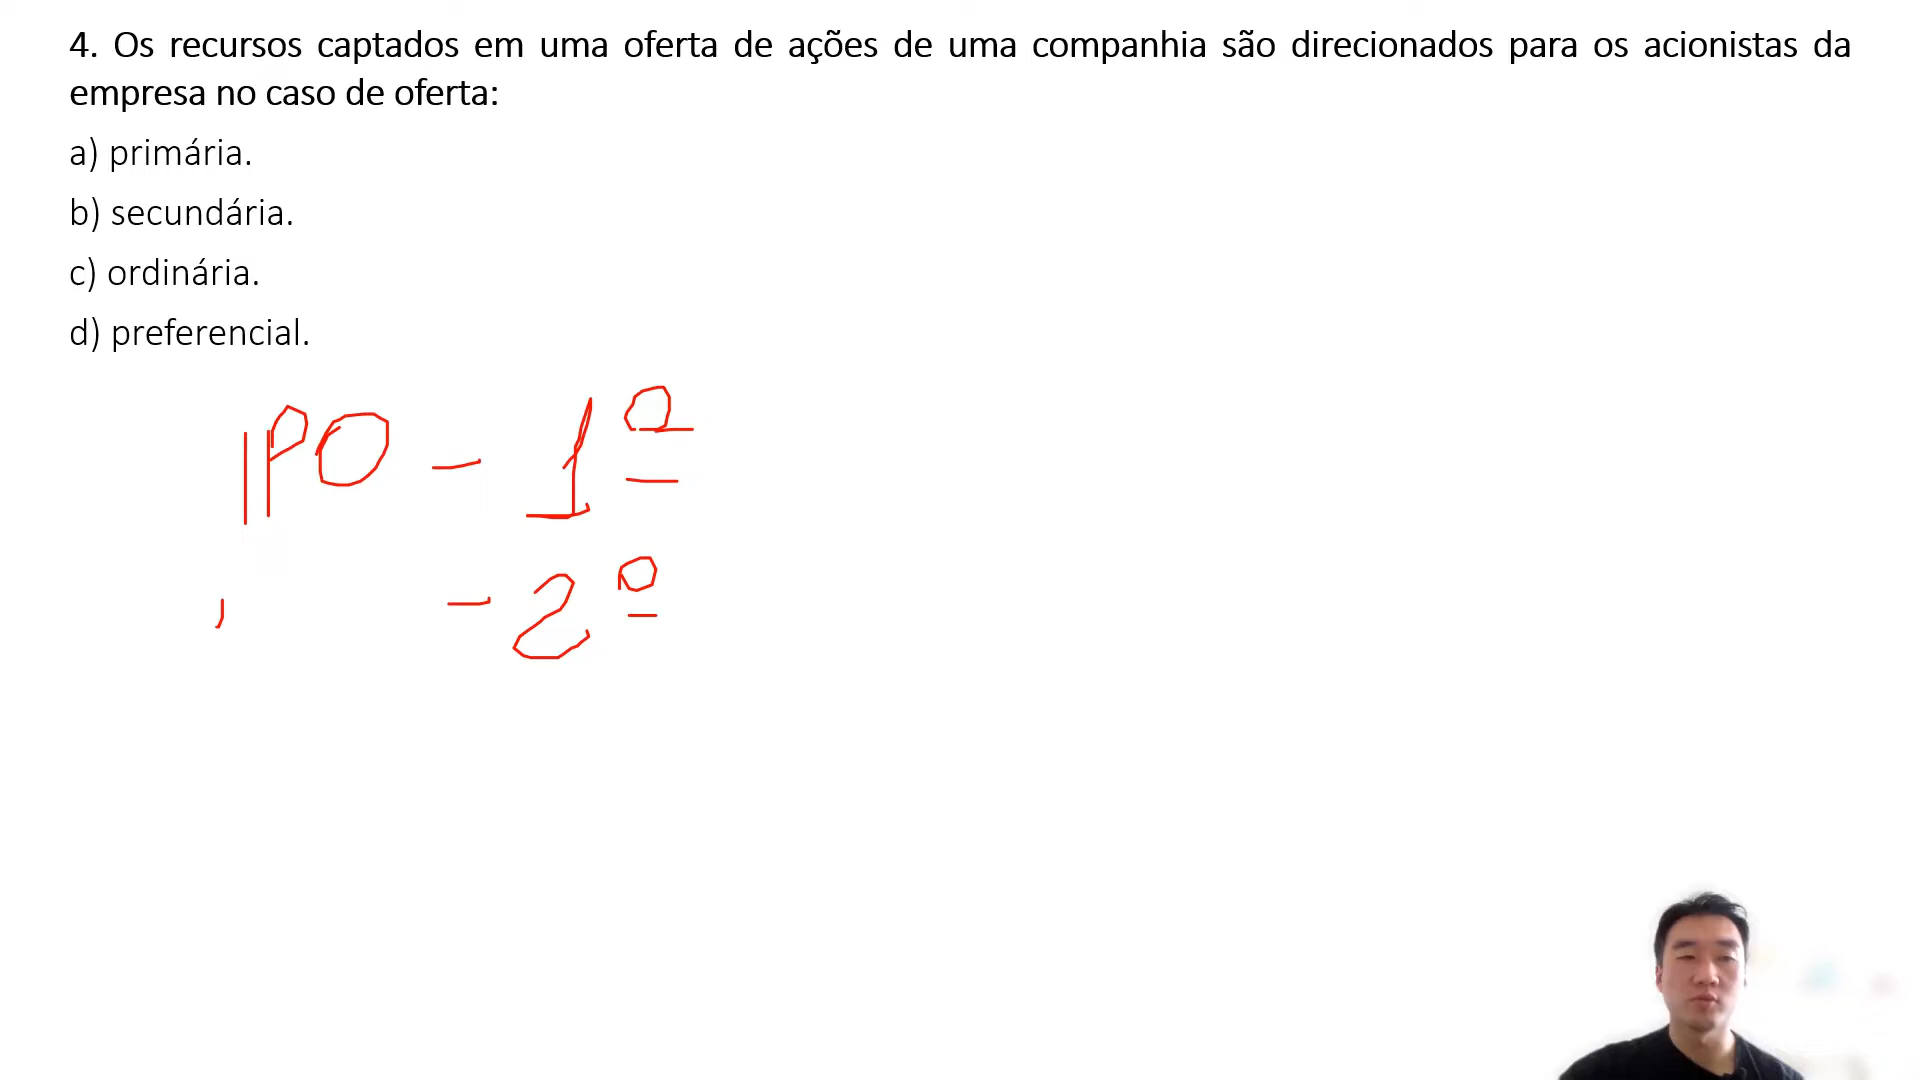 4. Os recursos captados em uma oferta de ações de uma companhia são direcionados para os acionistas da
empresa no caso de oferta:
a) primária.
b) secundária.
c) ordinária.
d) preferencial.
IPO - 1º
- 2º